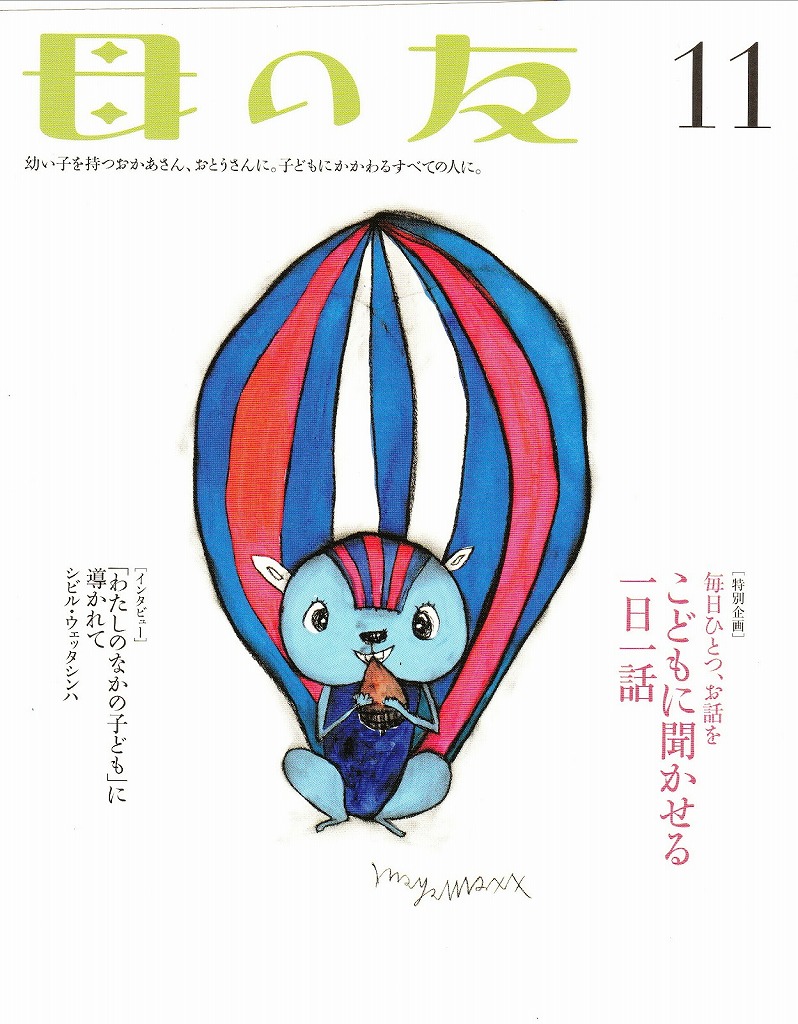 母の友
11
幼い子を持つおかあさん、おとうさんに。子どもにかかわるすべての人に。
[特別企画]
毎日ひとつ、お話を
こどもに聞かせる
一日一話
[インタビュー]
「わたしのなかの子ども」に
導かれて
シビル・ウェッタシンハ
mayamaxx